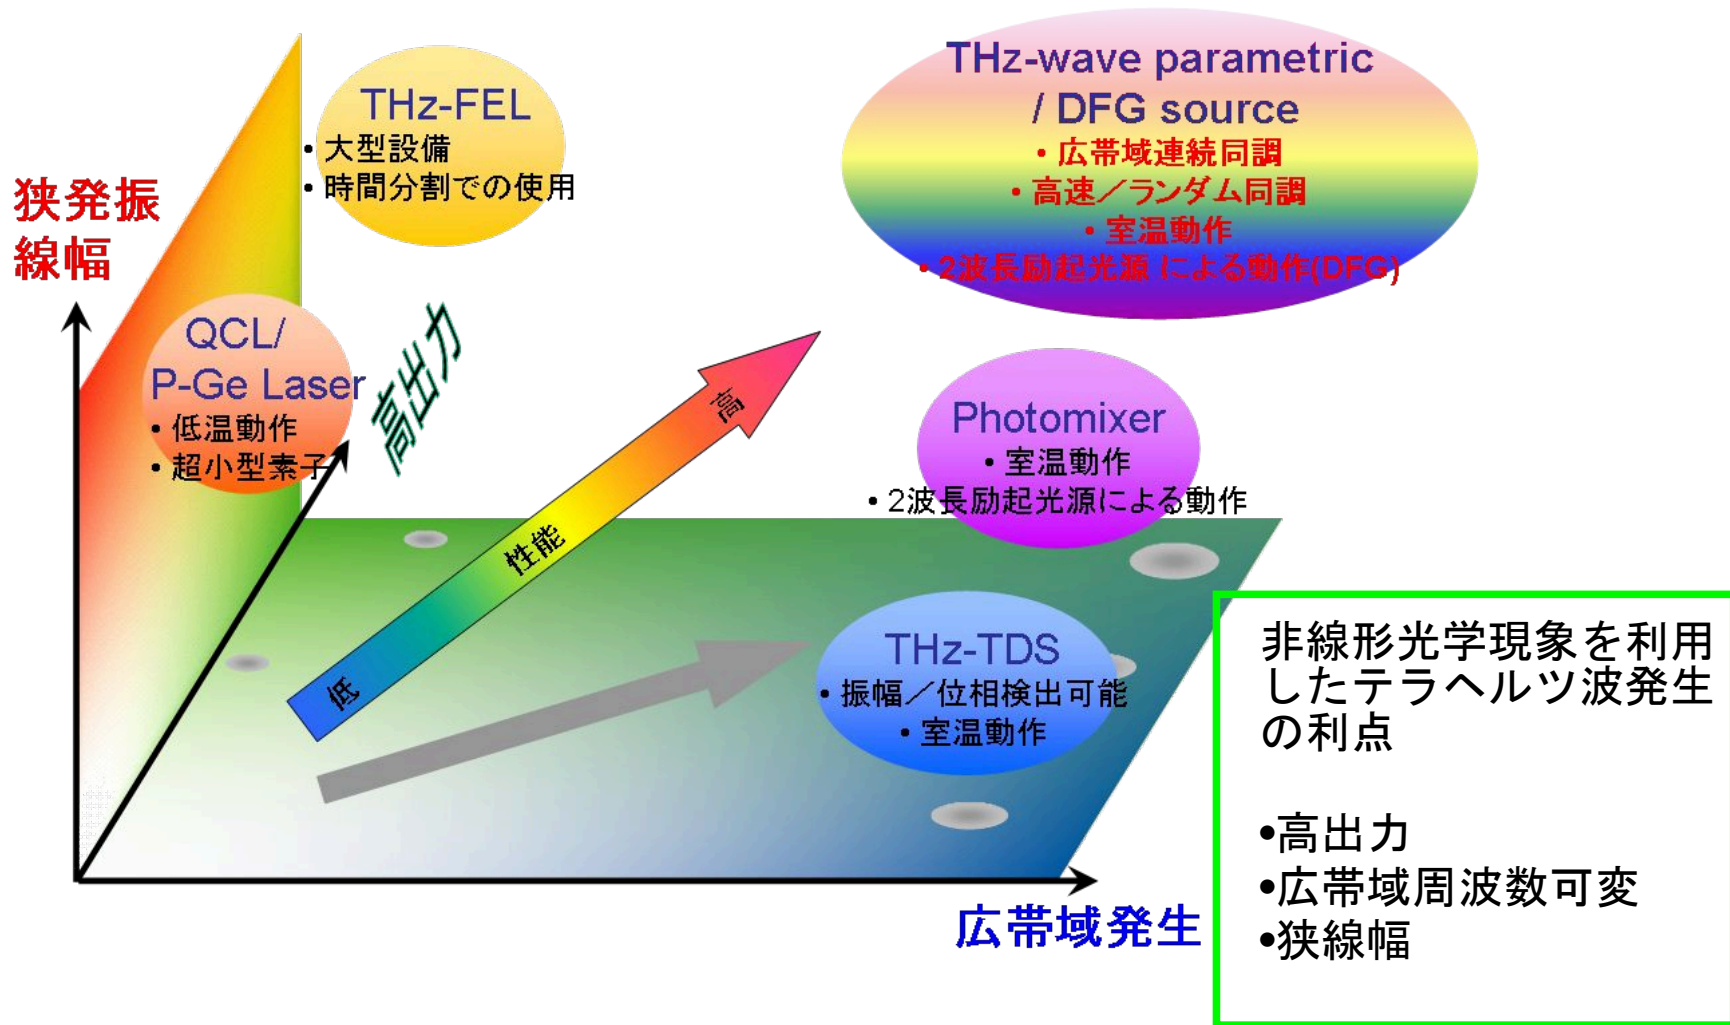 THz-FEL
• 大型設備
• 時間分割での使用
THz-wave parametric
/ DFG source
• 広帯域連続同調
• 高速／ランダム同調
• 室温動作
• 2波長励起光源 による動作(DFG)
狭発振
線幅
QCL/
P-Ge Laser
• 低温動作
• 超小型素子
高出力
高
性能
低
Photomixer
• 室温動作
• 2波長励起光源による動作
THz-TDS
• 振幅／位相検出可能
• 室温動作
広帯域発生
非線形光学現象を利用
したテラヘルツ波発生
の利点
•高出力
•広帯域周波数可変
•狭線幅